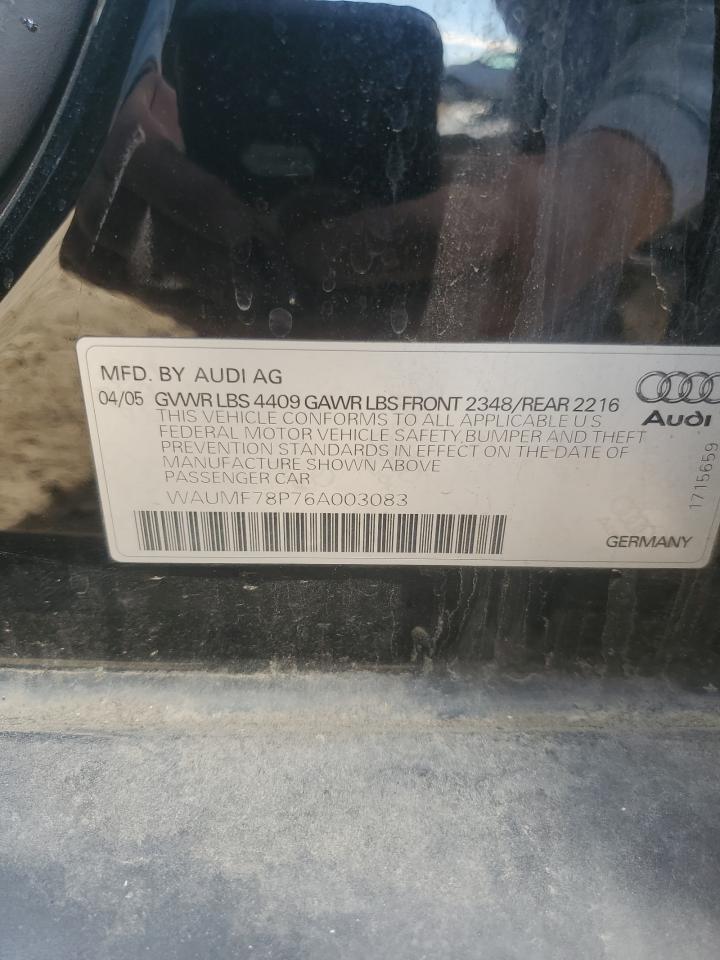 MFD. BY AUDI AG
04/05 GVWR LBS 4409 GAWR LBS FRONT 2348/REAR 2216
THIS VEHICLE CONFORMS TO ALL APPLICABLE U S
FEDERAL MOTOR VEHICLE SAFETY, BUMPER AND THEFT
PREVENTION STANDARDS IN EFFECT ON THE DATE OF
MANUFACTURE SHOWN ABOVE
PASSENGER CAR
WAUMF78P76A003083
Audi
1715659
GERMANY